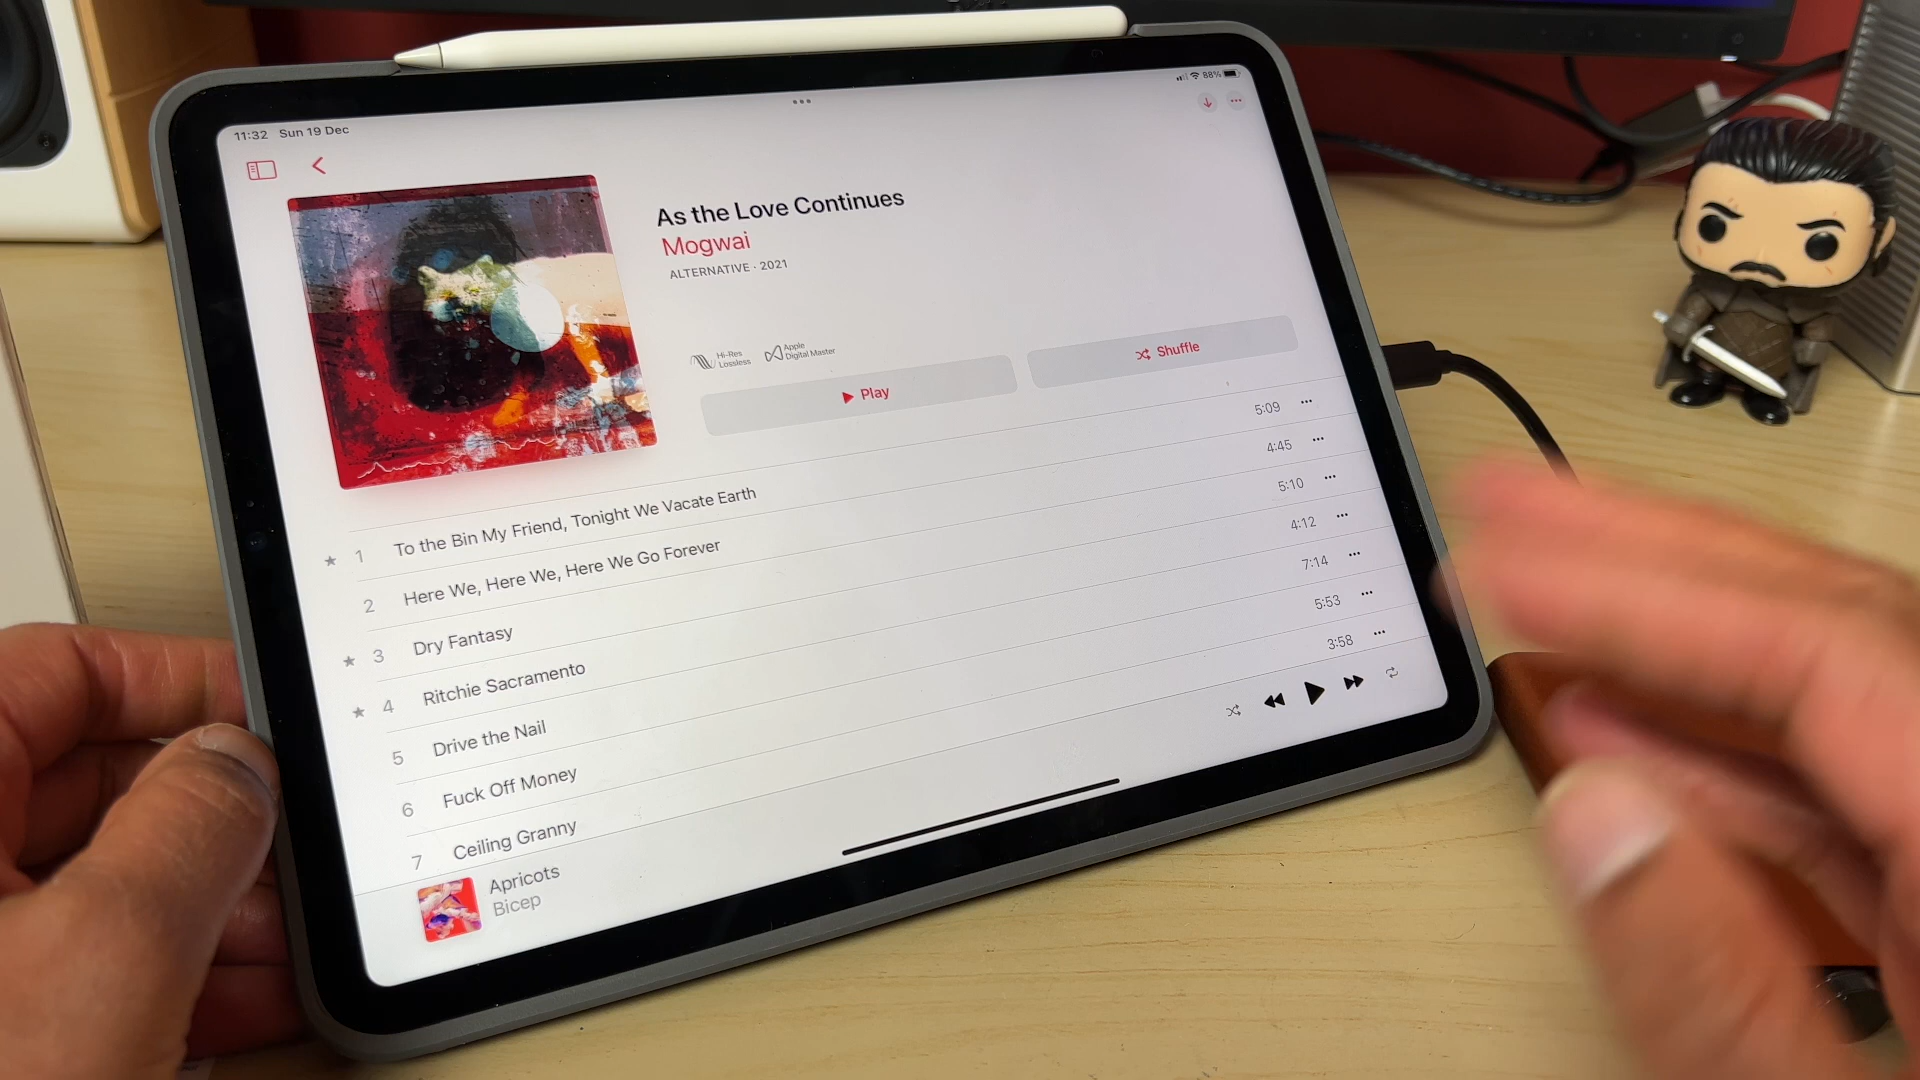 11:32 Sun 19 Dec
88%
As the Love Continues
Mogwai
ALTERNATIVE · 2021
Hi-Res Lossless
Apple Digital Master
Play
Shuffle
★ 1 To the Bin My Friend, Tonight We Vacate Earth 5:09
2 Here We, Here We, Here We Go Forever 4:45
★ 3 Dry Fantasy 5:10
★ 4 Ritchie Sacramento 4:12
5 Drive the Nail 7:14
6 Fuck Off Money 5:53
7 Ceiling Granny 3:58
Apricots
Bicep